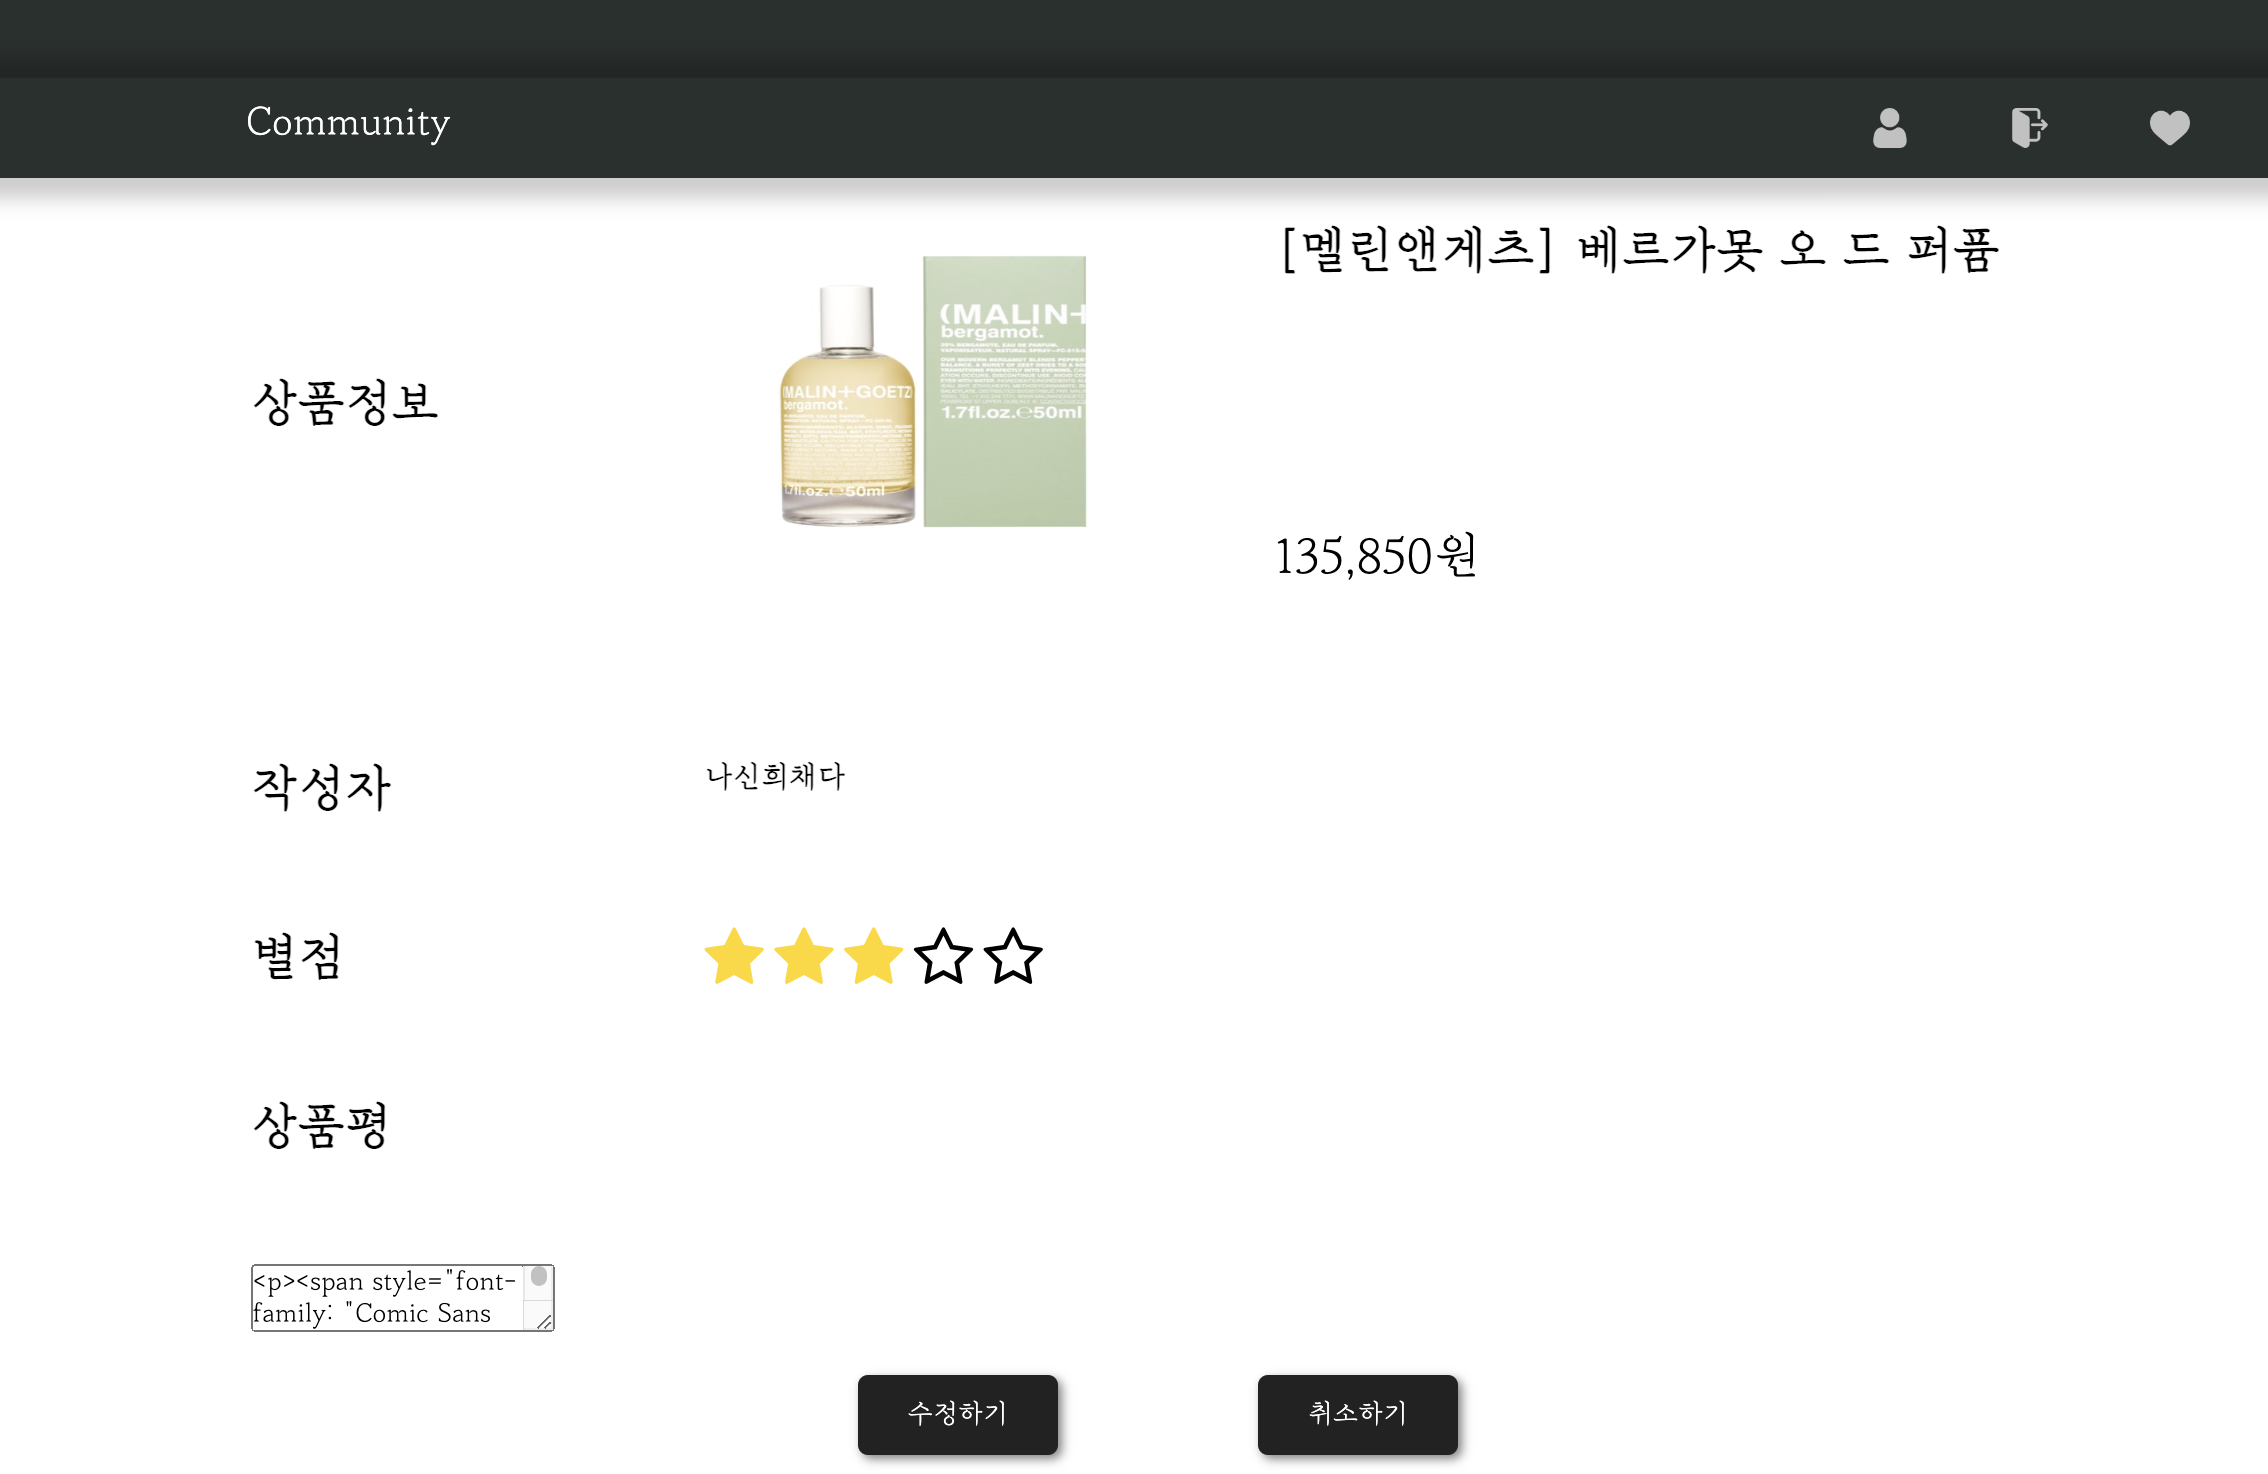 Community
[멜린앤게츠] 베르가못 오 드 퍼퓸
상품정보
(MALIN+
bergamot.
1.7fl.oz.℮50ml
(MALIN+GOETZ)
bergamot.
1.7fl.oz.℮50ml
135,850원
작성자
나신희채다
별점
상품평
<p><span style="font-
family: "Comic Sans
수정하기
취소하기